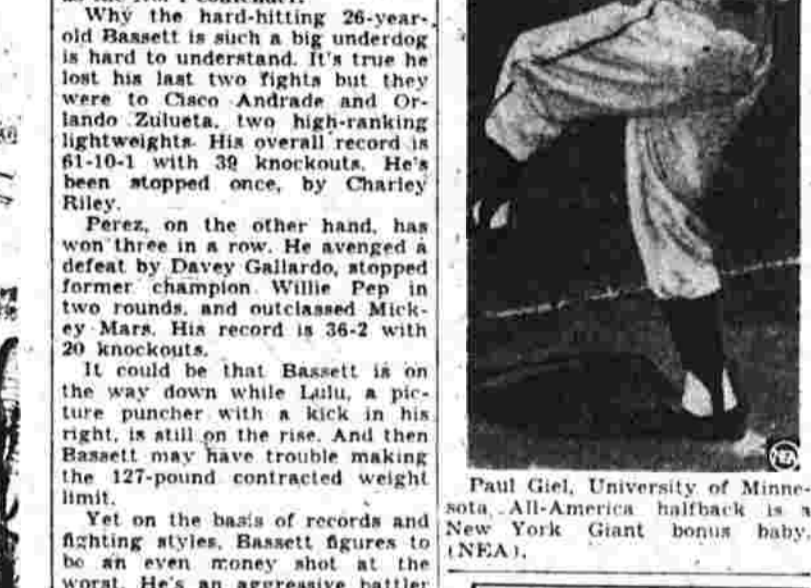 Why the hard-hitting 26-year-
old Bassett is such a big underdog
is hard to understand. It's true he
lost his last two fights but they
were to Cisco Andrade and Or-
lando Zulueta, two high-ranking
lightweights. His overall record is
61-10-1 with 39 knockouts. He's
been stopped once, by Charley
Riley.
Perez, on the other hand, has
won three in a row. He avenged a
defeat by Davey Gallardo, stopped
former champion Willie Pep in
two rounds, and outclassed Mick-
ey Mars. His record is 36-2 with
20 knockouts.
It could be that Bassett is on
the way down while Lulu, a pic-
ture puncher with a kick in his
right, is still on the rise. And then
Bassett may have trouble making
the 127-pound contracted weight
limit.
Yet on the basis of records and
fighting styles, Bassett figures to
be an even money shot at the
worst. He's an aggressive battler
NEA
Paul Giel, University of Minne-
sota, All-America halfback is a
New York Giant bonus baby.
(NEA).